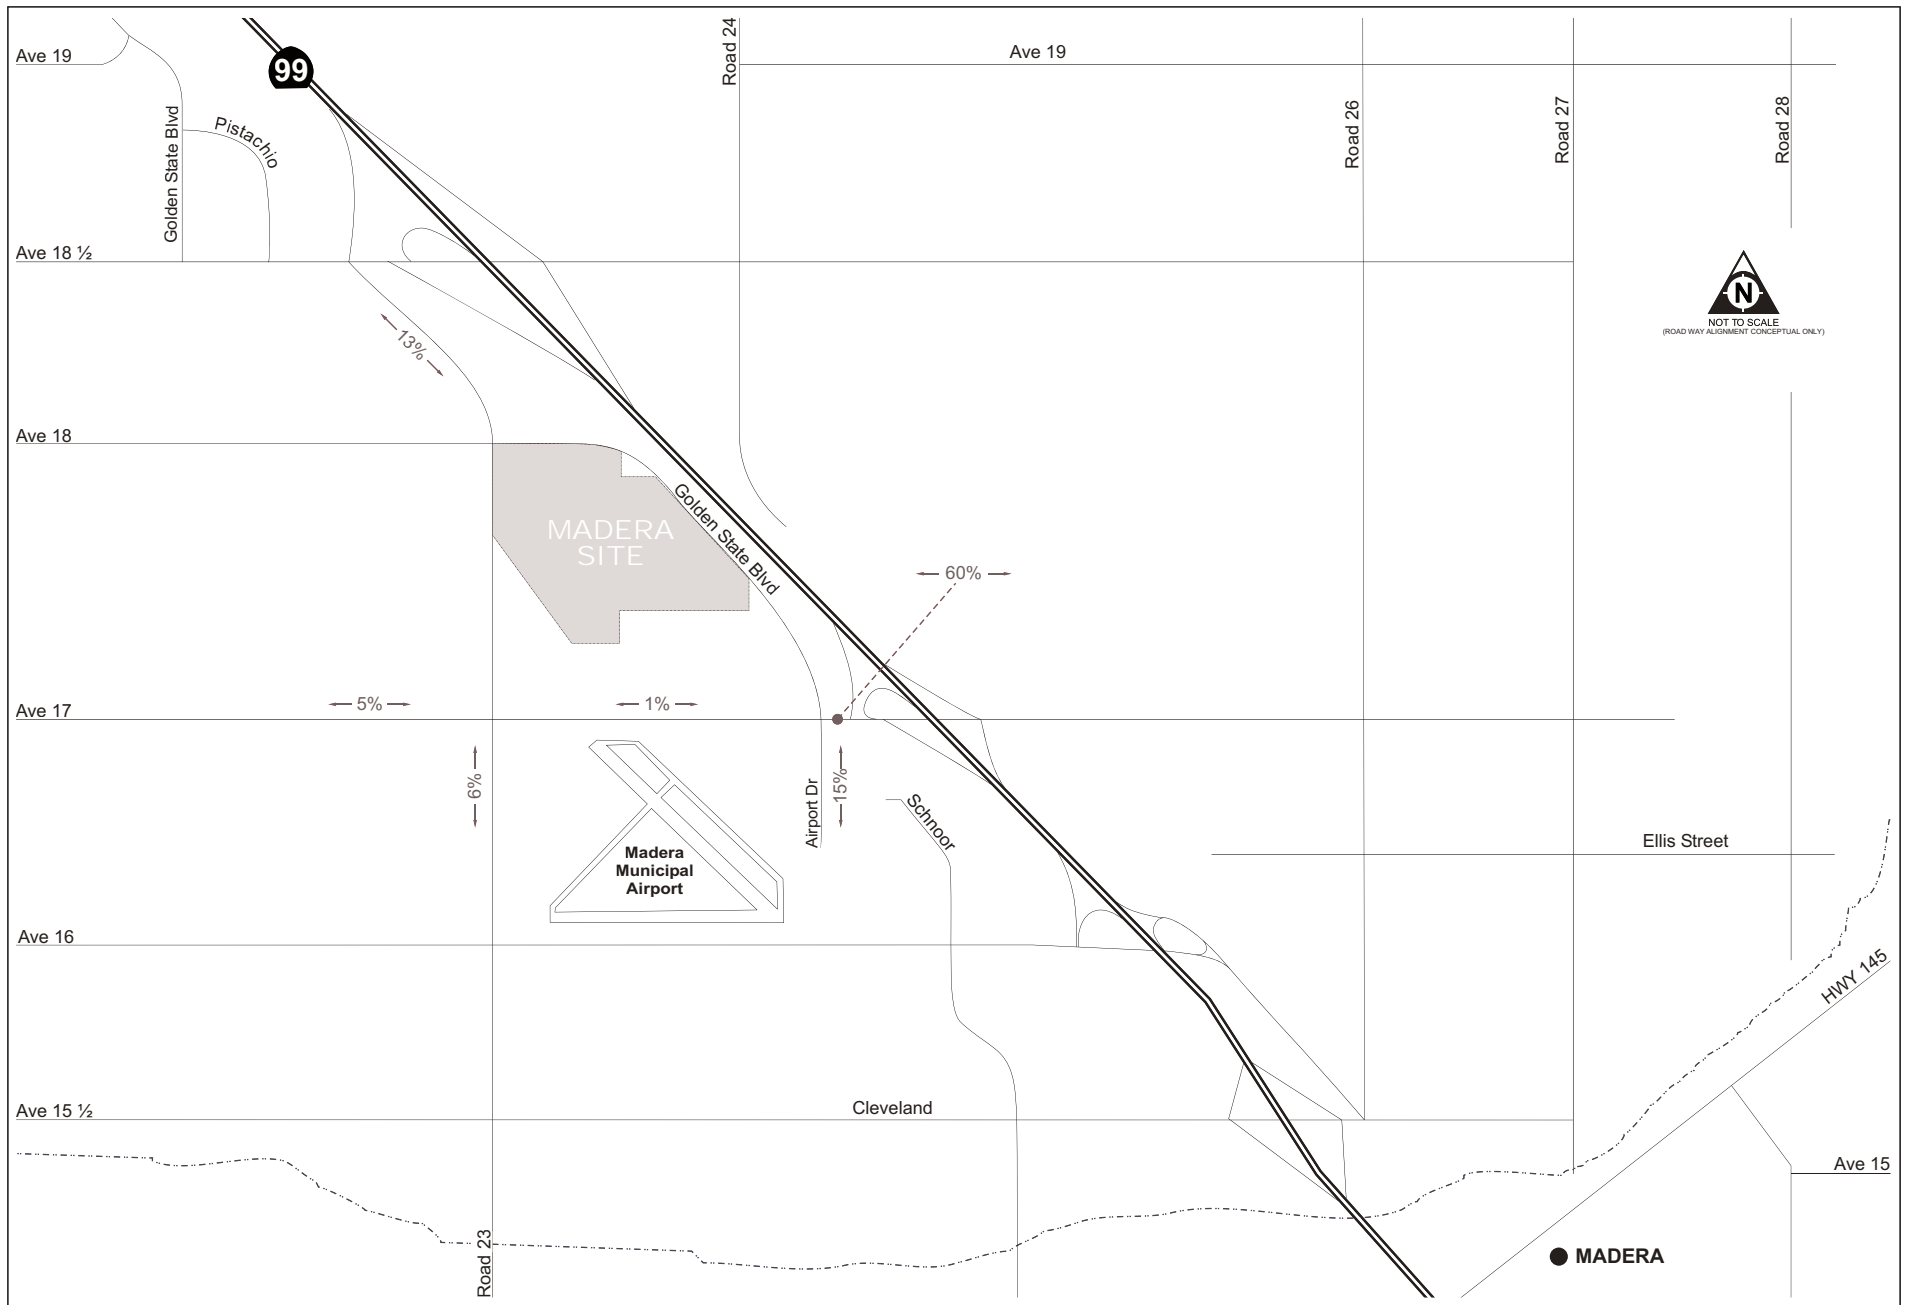 Ave 19
99
Road 24
Ave 19
Golden State Blvd
Pistachio
Road 26
Road 27
Road 28
Ave 18 ½
N
NOT TO SCALE
(ROAD WAY ALIGNMENT CONCEPTUAL ONLY)
13%
Ave 18
MADERA
SITE
Golden State Blvd
60%
Ave 17
5%
1%
6%
Airport Dr
15%
Schnoor
Madera
Municipal
Airport
Ellis Street
Ave 16
HWY 145
Ave 15 ½
Cleveland
Ave 15
Road 23
MADERA